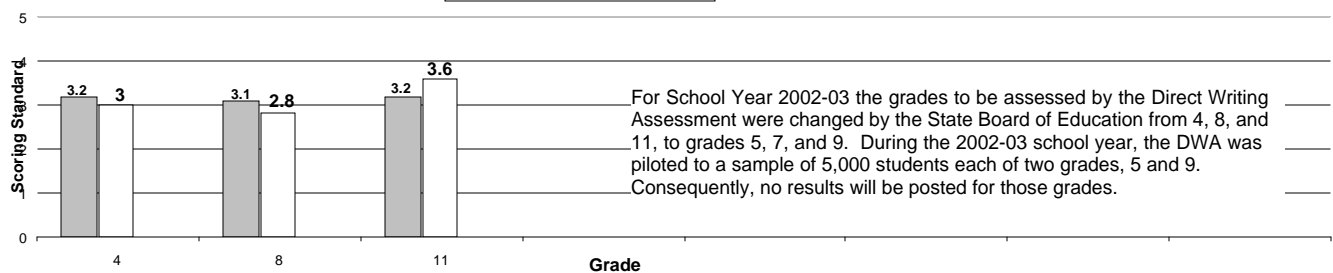 5
4
3
2
1
0
Scoring Standard
3.2 3
3.1 2.8
3.2 3.6
For School Year 2002-03 the grades to be assessed by the Direct Writing
Assessment were changed by the State Board of Education from 4, 8, and
11, to grades 5, 7, and 9. During the 2002-03 school year, the DWA was
piloted to a sample of 5,000 students each of two grades, 5 and 9.
Consequently, no results will be posted for those grades.
4 8 11
Grade